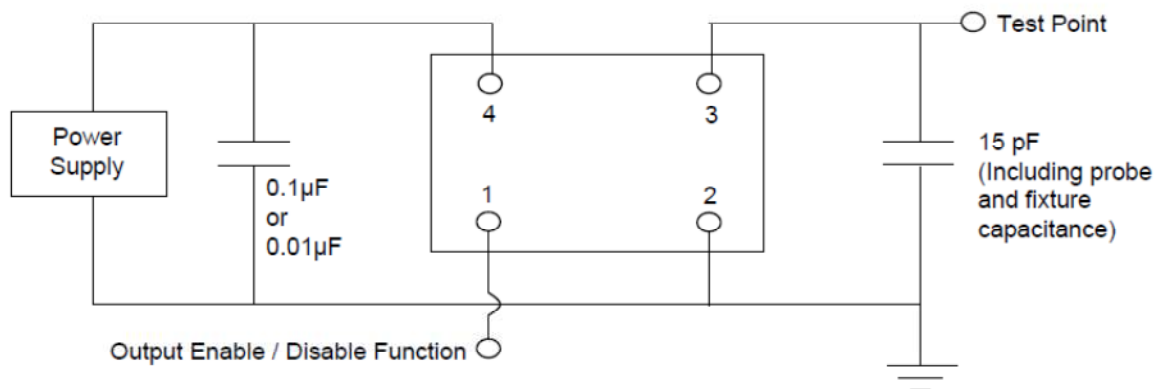 Test Point
Power
Supply
4
3
0.1µF
or
0.01µF
1
2
15 pF
(Including probe
and fixture
capacitance)
Output Enable / Disable Function